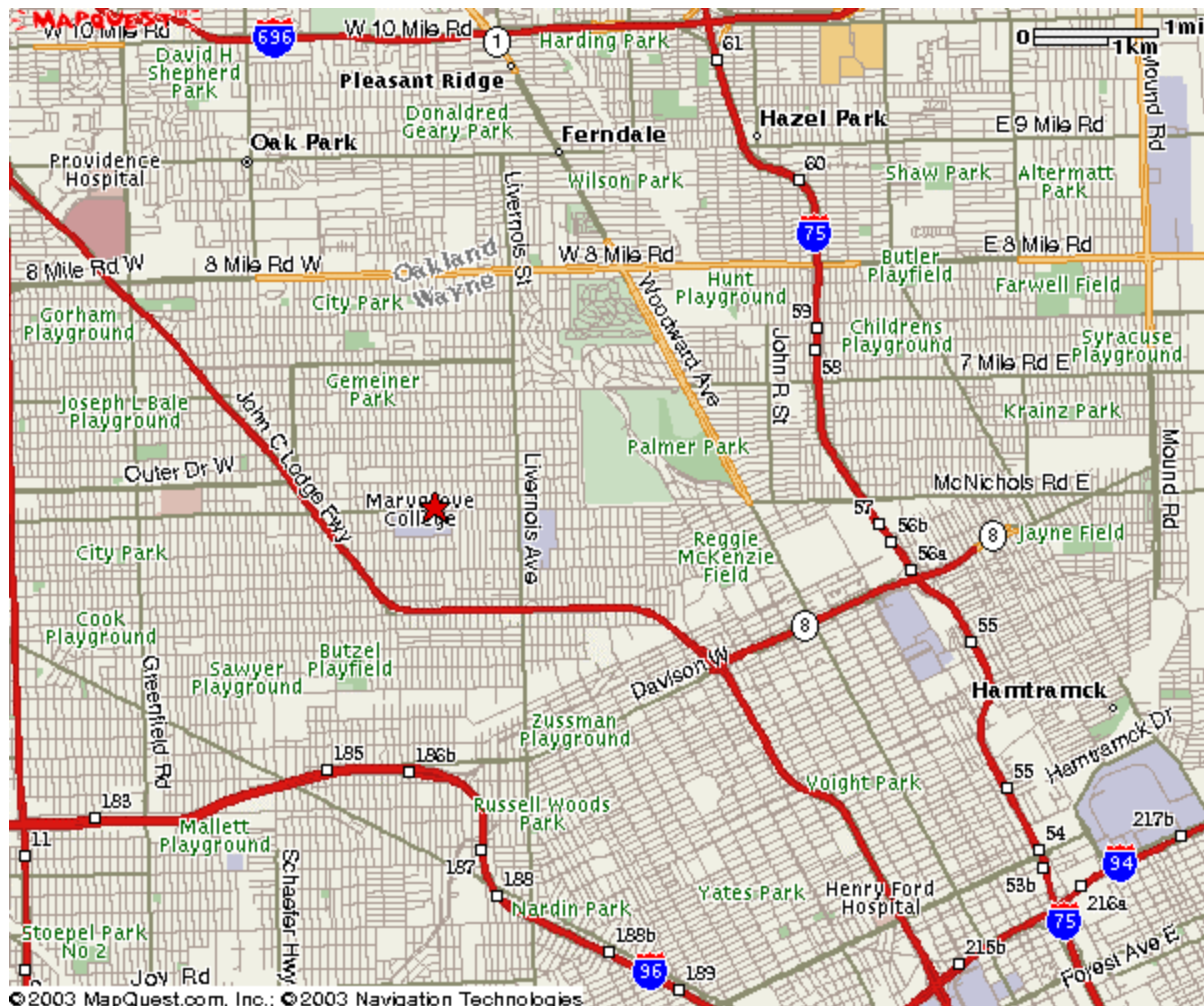 MAPQUEST
W 10 Mile Rd
696
W 10 Mile Rd
1
Harding Park
61
0
1mi
1km
David H
Shepherd
Park
Pleasant Ridge
Mound Rd
Donaldred
Geary Park
Hazel Park
E 9 Mile Rd
Oak Park
Ferndale
Providence
Hospital
60
Shaw Park
Altermatt
Park
Livernois St
Wilson Park
75
8 Mile Rd W
8 Mile Rd W
Oakland
Wayne
W 8 Mile Rd
Butler
Playfield
E 8 Mile Rd
City Park
Woodward Ave
Hunt
Playground
Farwell Field
Gorham
Playground
59
Childrens
Playground
Syracuse
Playground
John R St
58
7 Mile Rd E
Gemeiner
Park
Joseph L Bale
Playground
John C Lodge Fwy
Krainz Park
Palmer Park
Mound Rd
Outer Dr W
Livernois Ave
McNichols Rd E
Marygrove
College
57
56b
8
Jayne Field
City Park
Reggie
McKenzie
Field
56a
Cook
Playground
8
55
Butzel
Playfield
Greenfield Rd
Sawyer
Playground
Davison W
Hamtramck
Zussman
Playground
Hamtramck Dr
185
186b
Voight Park
55
183
Russell Woods
Park
217b
11
Mallett
Playground
54
187
94
Schaefer Hwy
188
53b
Yates Park
Henry Ford
Hospital
216a
Nardin Park
75
Stoepel Park
No 2
188b
215b
Forest Ave E
Joy Rd
96
189
©2003 MapQuest.com, Inc.; ©2003 Navigation Technologies